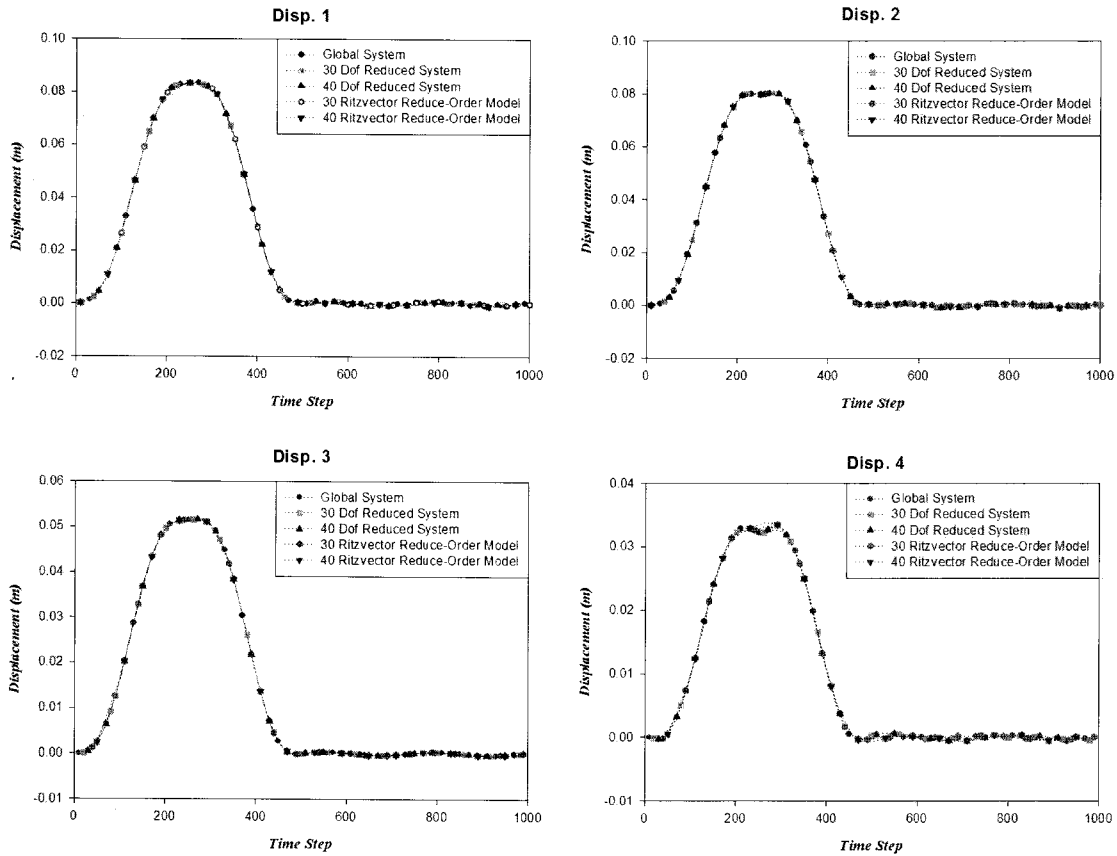 Disp. 1
0.10
0.08
0.06
0.04
0.02
0.00
-0.02
Displacement (m)
Global System
30 Dof Reduced System
40 Dof Reduced System
30 Ritzvector Reduce-Order Model
40 Ritzvector Reduce-Order Model
0
200
400
600
800
1000
Time Step
Disp. 2
0.10
0.08
0.06
0.04
0.02
0.00
-0.02
Displacement (m)
Global System
30 Dof Reduced System
40 Dof Reduced System
30 Ritzvector Reduce-Order Model
40 Ritzvector Reduce-Order Model
0
200
400
600
800
1000
Time Step
Disp. 3
0.06
0.05
0.04
0.03
0.02
0.01
0.00
-0.01
Displacement (m)
Global System
30 Dof Reduced System
40 Dof Reduced System
30 Ritzvector Reduce-Order Model
40 Ritzvector Reduce-Order Model
0
200
400
600
800
1000
Time Step
Disp. 4
0.04
0.03
0.02
0.01
0.00
-0.01
Displacement (m)
Global System
30 Dof Reduced System
40 Dof Reduced System
30 Ritzvector Reduce-Order Model
40 Ritzvector Reduce-Order Model
0
200
400
600
800
1000
Time Step